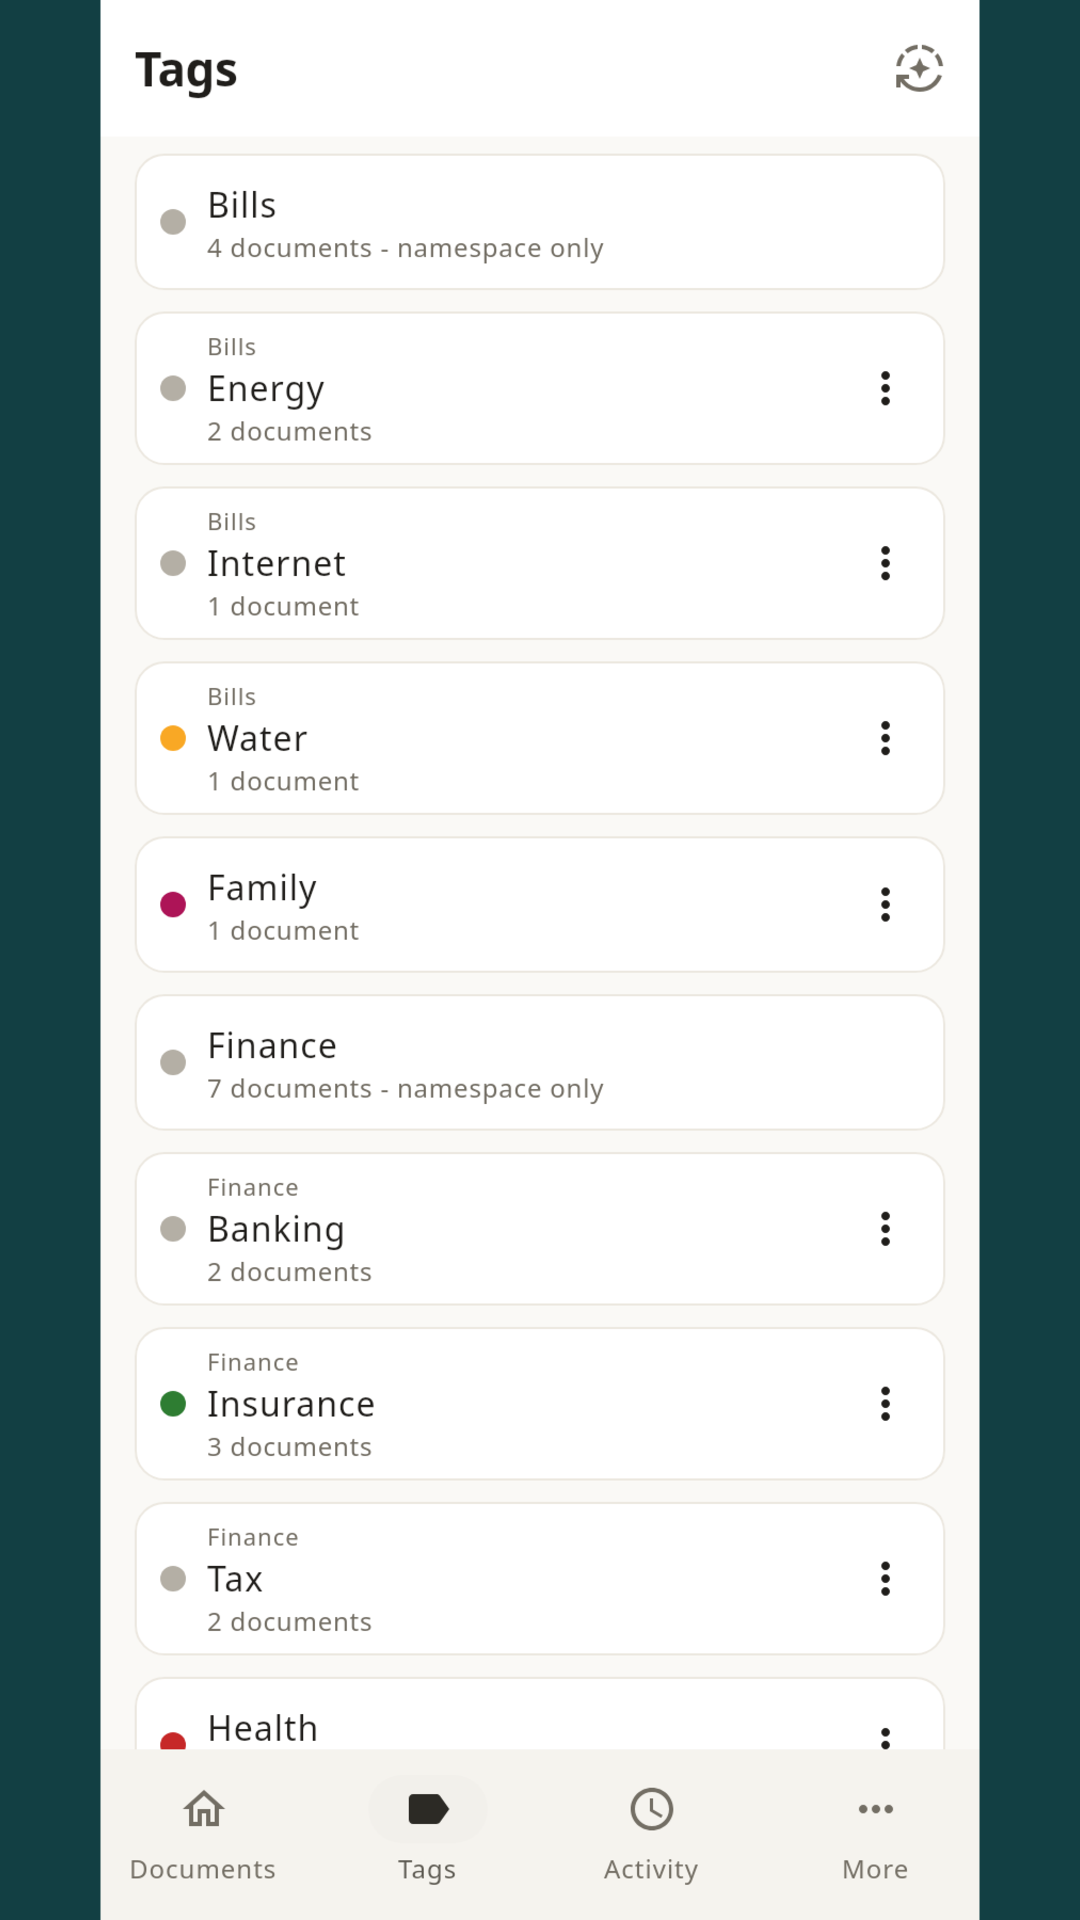 Tags
Bills
4 documents - namespace only
Bills
Energy
2 documents
Bills
Internet
1 document
Bills
Water
1 document
Family
1 document
Finance
7 documents - namespace only
Finance
Banking
2 documents
Finance
Insurance
3 documents
Finance
Tax
2 documents
Health
Documents
Tags
Activity
More